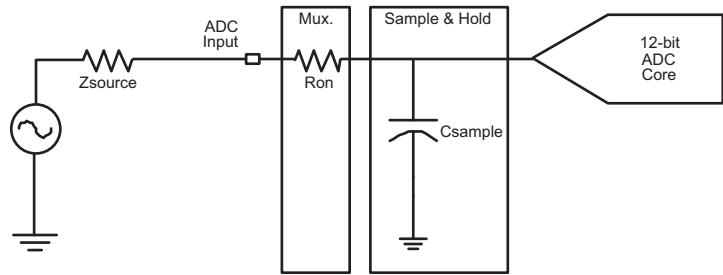 Mux.
Sample & Hold
ADC
Input
12-bit
ADC
Core
Zsource
Ron
Csample